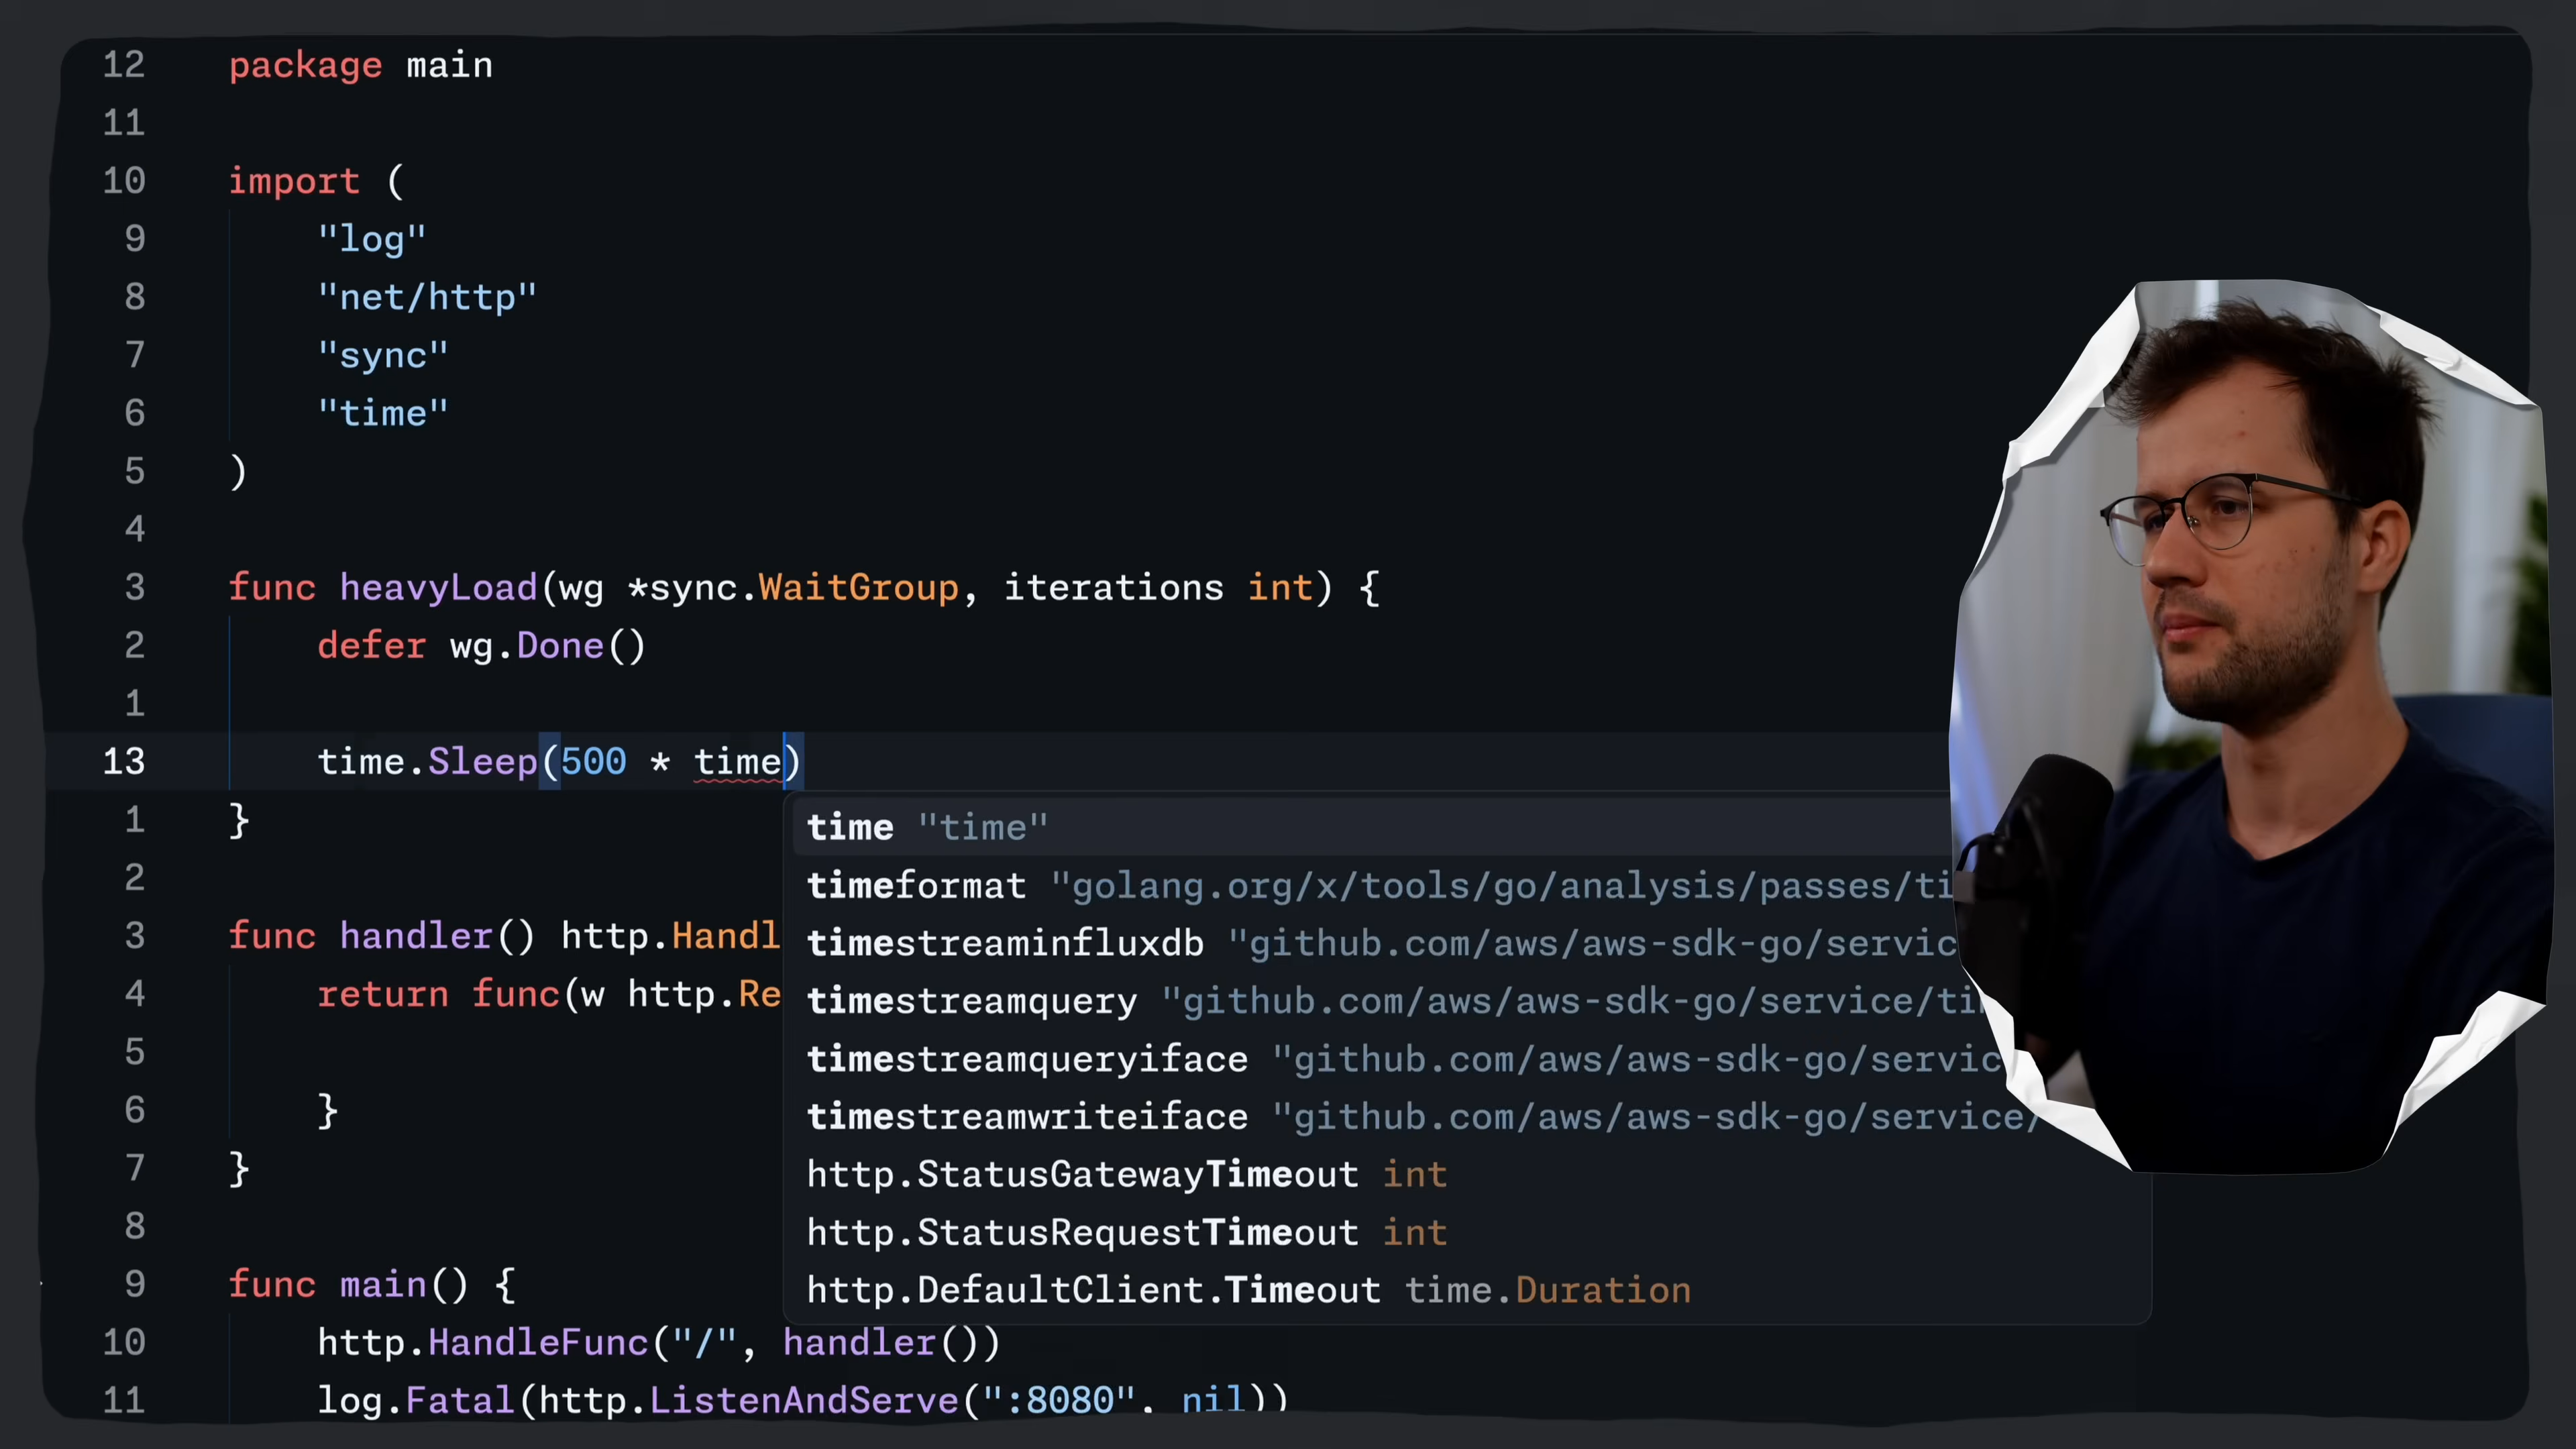 12 package main
11
10 import (
9 "log"
8 "net/http"
7 "sync"
6 "time"
5 )
4
3 func heavyLoad(wg *sync.WaitGroup, iterations int) {
2 defer wg.Done()
1
13 time.Sleep(500 * time)
1 }
time "time"
2
timeformat "golang.org/x/tools/go/analysis/passes/ti
3 func handler() http.Handl
timestreaminfluxdb "github.com/aws/aws-sdk-go/servic
4 return func(w http.Re
timestreamquery "github.com/aws/aws-sdk-go/service/ti
5
timestreamqueryiface "github.com/aws/aws-sdk-go/servic
6 }
timestreamwriteiface "github.com/aws/aws-sdk-go/service/
7 }
http.StatusGatewayTimeout int
8
http.StatusRequestTimeout int
9 func main() {
http.DefaultClient.Timeout time.Duration
10 http.HandleFunc("/", handler())
11 log.Fatal(http.ListenAndServe(":8080", nil))